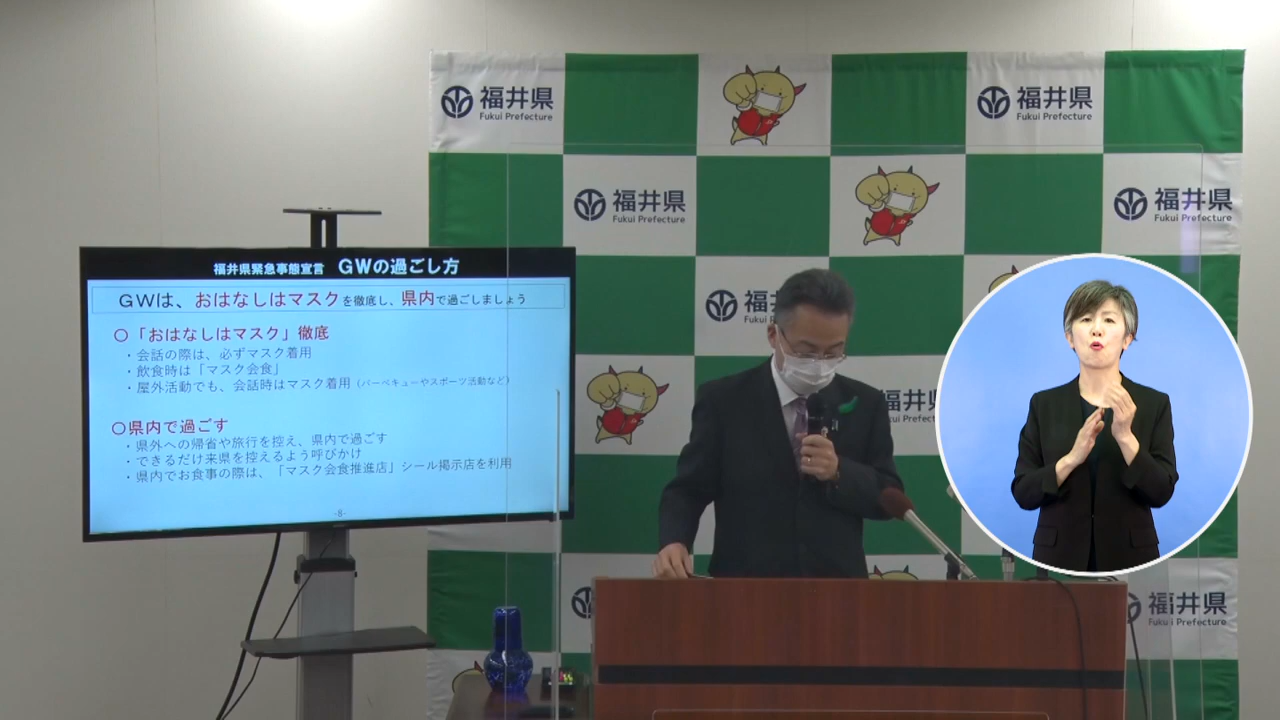 福井県緊急事態宣言 GWの過ごし方
GWは、おはなしはマスクを徹底し、県内で過ごしましょう
〇「おはなしはマスク」徹底
・会話の際は、必ずマスク着用
・飲食時は「マスク会食」
・屋外活動でも、会話時はマスク着用(バーベキューやスポーツ活動など)
〇県内で過ごす
・県外への帰省や旅行を控え、県内で過ごす
・できるだけ来県を控えるよう呼びかけ
・県内でお食事の際は、「マスク会食推進店」シール掲示店を利用
-8-
福井県
Fukui Prefecture
福井県
Fukui Prefecture
福井県
Fukui Prefecture
福井県
Fukui Prefecture
福井
Fukui P
福井県
Prefecture
福井県
Fukui Prefecture